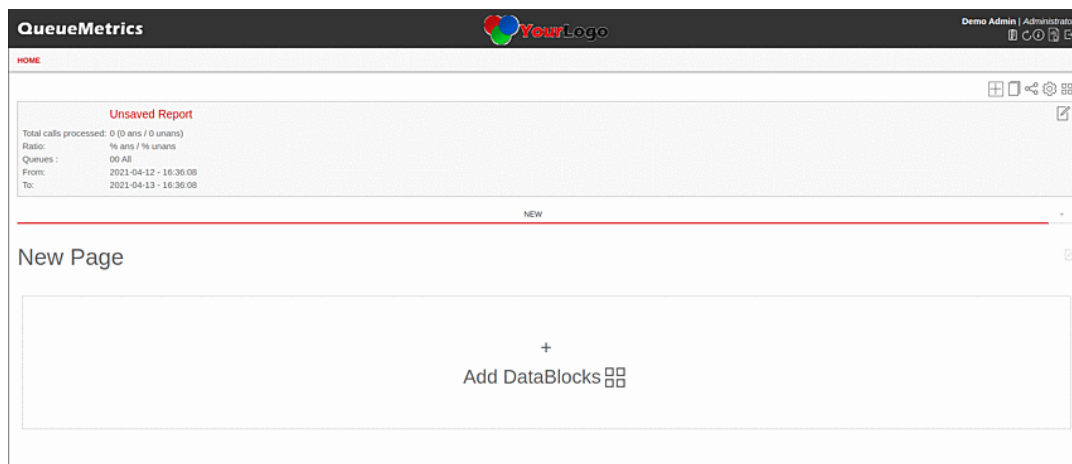 QueueMetrics
YourLogo
Demo Admin | Administrato
HOME
Unsaved Report
Total calls processed: 0 (0 ans / 0 unans)
Ratio: % ans / % unans
Queues : 00 All
From: 2021-04-12 - 16:36:08
To: 2021-04-13 - 16:36:08
NEW
New Page
+
Add DataBlocks